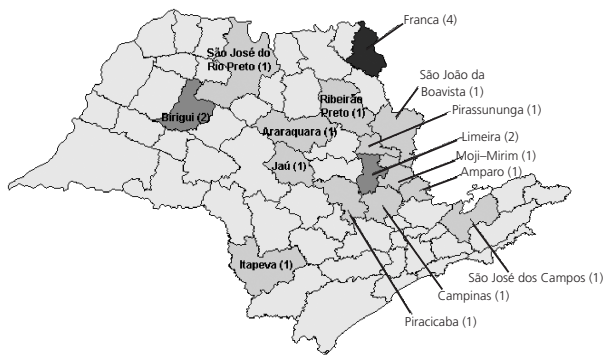 Franca (4)
São José do
Rio Preto (1)
São João da
Boavista (1)
Ribeirão
Preto (1)
Pirassununga (1)
Birigui (2)
Araraquara (1)
Limeira (2)
Moji–Mirim (1)
Jaú (1)
Amparo (1)
Itapeva (1)
São José dos Campos (1)
Campinas (1)
Piracicaba (1)